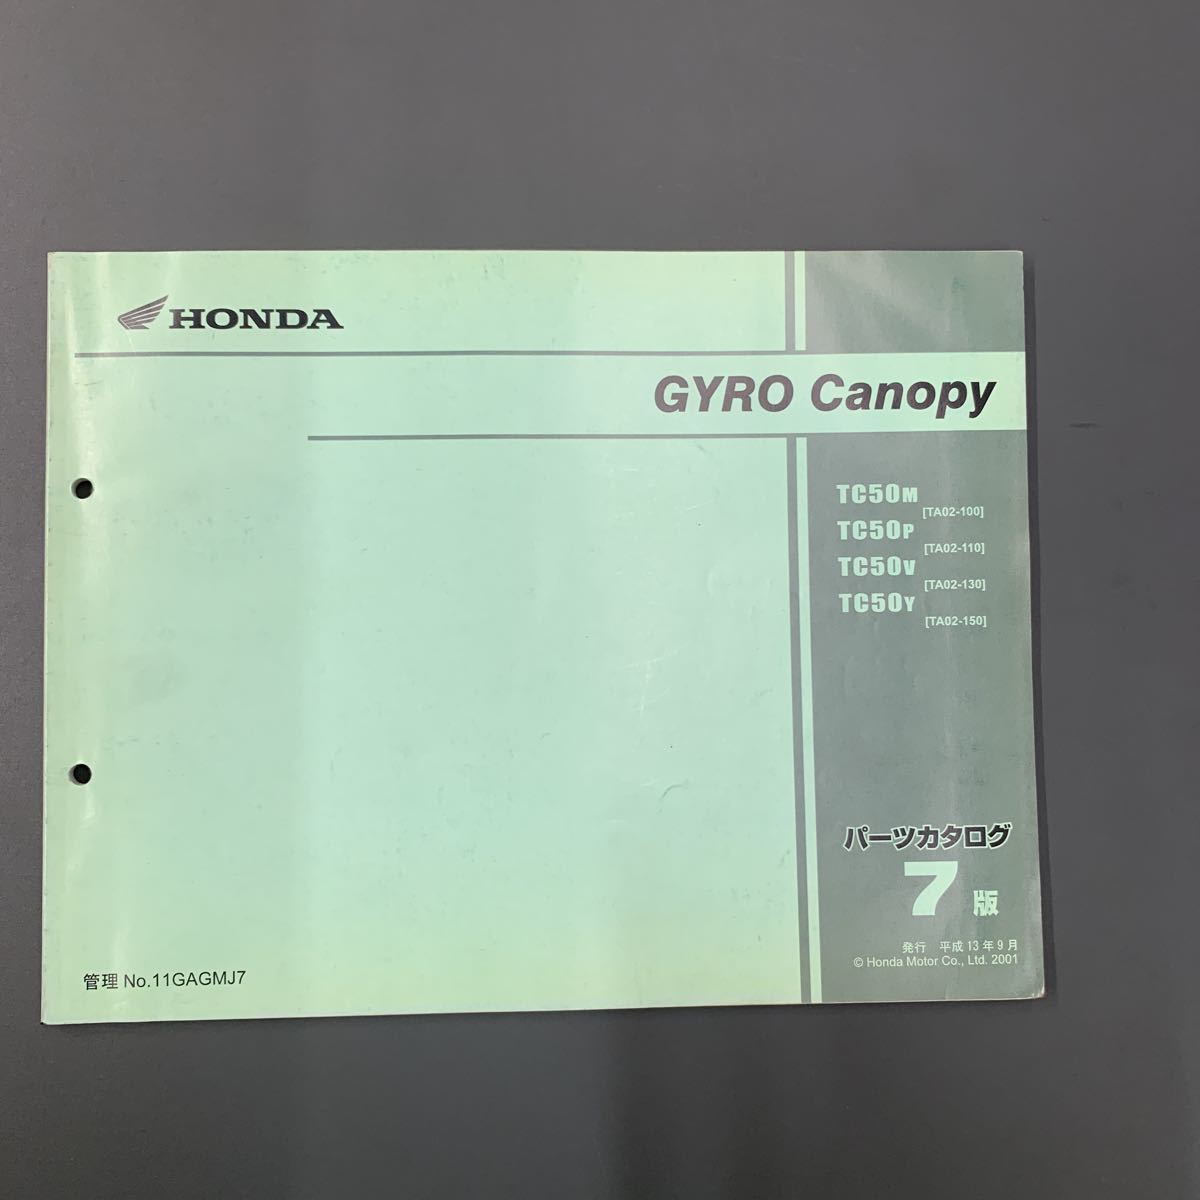 HONDA
GYRO Canopy
TC50M
[TA02-100]
TC50P
[TA02-110]
TC50V
[TA02-130]
TC50Y
[TA02-150]
パーツカタログ
7 版
発行 平成 13 年 9 月
© Honda Motor Co., Ltd. 2001
管理 No.11GAGMJ7